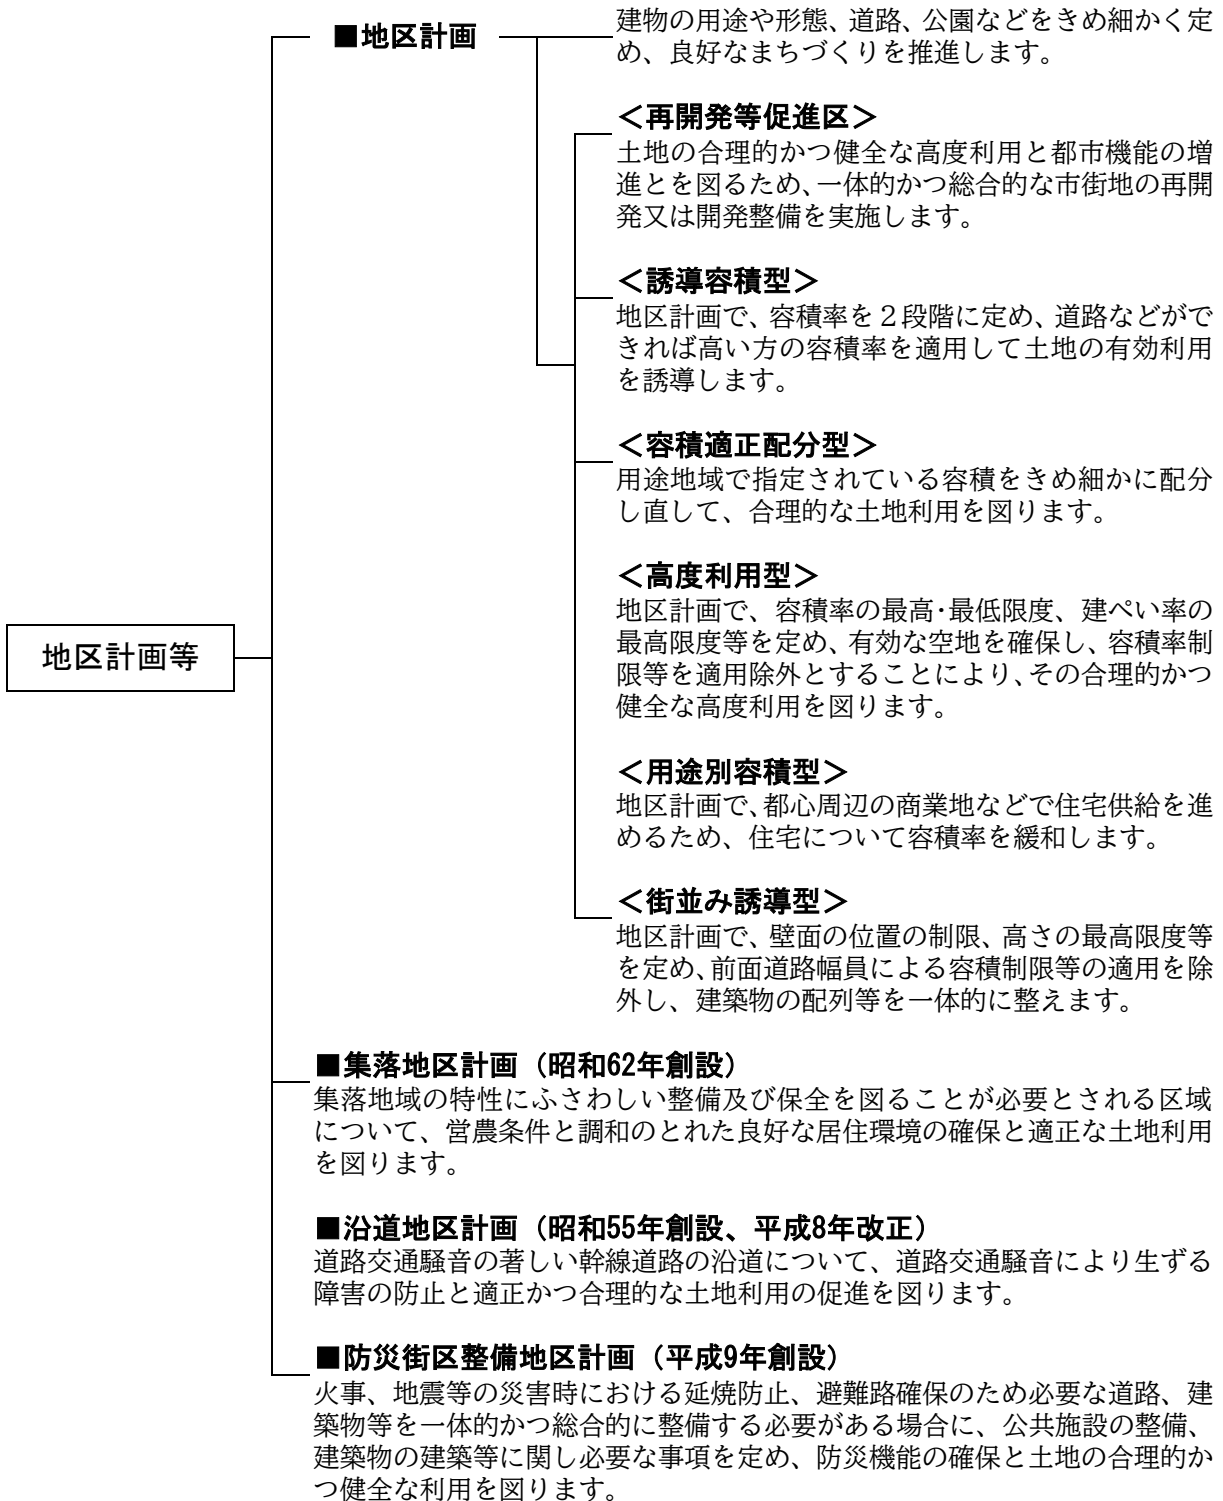 ■地区計画
建物の用途や形態、道路、公園などをきめ細かく定
め、良好なまちづくりを推進します。
＜再開発等促進区＞
土地の合理的かつ健全な高度利用と都市機能の増
進とを図るため、一体的かつ総合的な市街地の再開
発又は開発整備を実施します。
＜誘導容積型＞
地区計画で、容積率を２段階に定め、道路などがで
きれば高い方の容積率を適用して土地の有効利用
を誘導します。
＜容積適正配分型＞
用途地域で指定されている容積をきめ細かに配分
し直して、合理的な土地利用を図ります。
＜高度利用型＞
地区計画で、容積率の最高・最低限度、建ぺい率の
最高限度等を定め、有効な空地を確保し、容積率制
限等を適用除外とすることにより、その合理的かつ
健全な高度利用を図ります。
地区計画等
＜用途別容積型＞
地区計画で、都心周辺の商業地などで住宅供給を進
めるため、住宅について容積率を緩和します。
＜街並み誘導型＞
地区計画で、壁面の位置の制限、高さの最高限度等
を定め、前面道路幅員による容積制限等の適用を除
外し、建築物の配列等を一体的に整えます。
■集落地区計画（昭和62年創設）
集落地域の特性にふさわしい整備及び保全を図ることが必要とされる区域
について、営農条件と調和のとれた良好な居住環境の確保と適正な土地利用
を図ります。
■沿道地区計画（昭和55年創設、平成8年改正）
道路交通騒音の著しい幹線道路の沿道について、道路交通騒音により生ずる
障害の防止と適正かつ合理的な土地利用の促進を図ります。
■防災街区整備地区計画（平成9年創設）
火事、地震等の災害時における延焼防止、避難路確保のため必要な道路、建
築物等を一体的かつ総合的に整備する必要がある場合に、公共施設の整備、
建築物の建築等に関し必要な事項を定め、防災機能の確保と土地の合理的か
つ健全な利用を図ります。